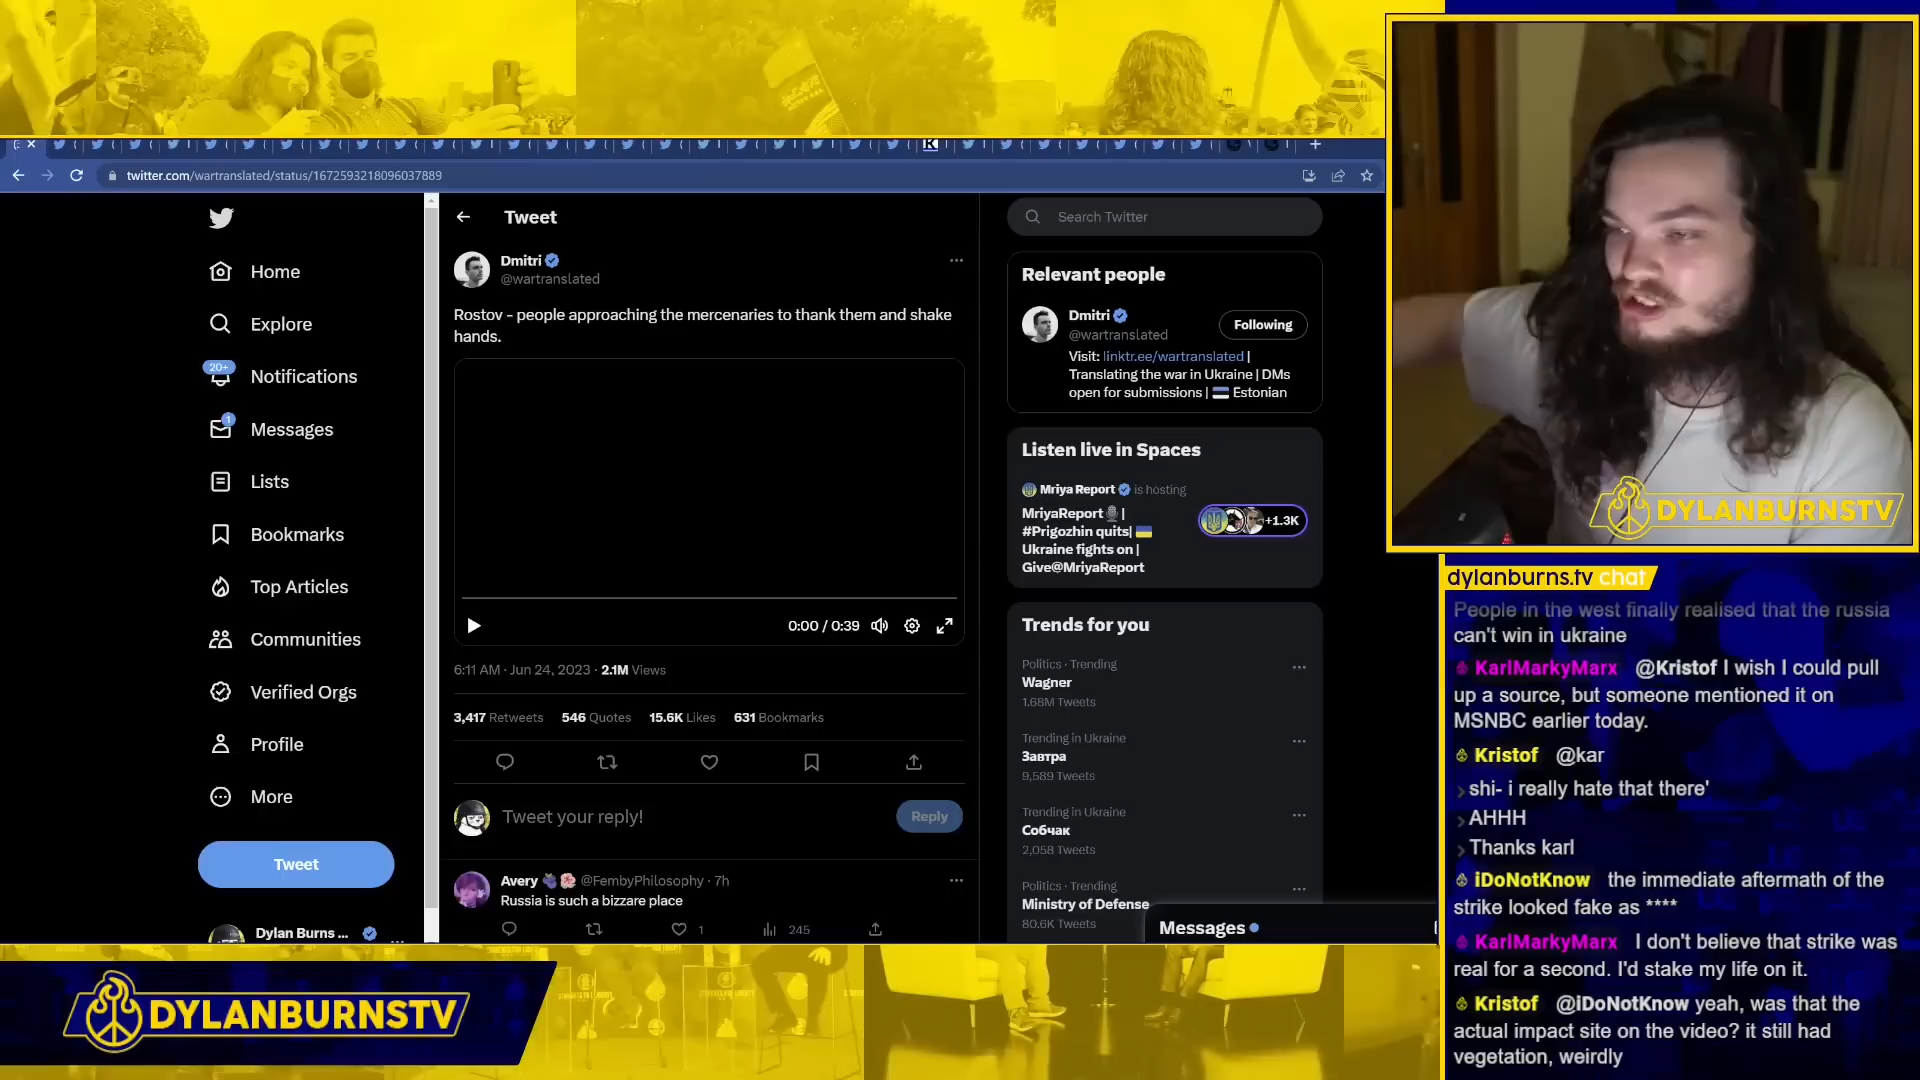 twitter.com/wartranslated/status/1672593218096037889
Home
Explore
20+
Notifications
1
Messages
Lists
Bookmarks
Top Articles
Communities
Verified Orgs
Profile
More
Tweet
Dylan Burns ...
Tweet
Dmitri
@wartranslated
Rostov - people approaching the mercenaries to thank them and shake
hands.
0:00 / 0:39
6:11 AM · Jun 24, 2023 · 2.1M Views
3,417 Retweets 546 Quotes 15.6K Likes 631 Bookmarks
Tweet your reply!
Reply
Avery @FembyPhilosophy · 7h
Russia is such a bizzare place
1
245
Search Twitter
Relevant people
Dmitri
@wartranslated
Following
Visit: linktr.ee/wartranslated |
Translating the war in Ukraine | DMs
open for submissions | Estonian
Listen live in Spaces
Mriya Report is hosting
MriyaReport |
#Prigozhin quits|
Ukraine fights on |
Give@MriyaReport
+1.3K
Trends for you
Politics · Trending
Wagner
1.68M Tweets
Trending in Ukraine
Завтра
9,589 Tweets
Trending in Ukraine
Собчак
2,058 Tweets
Politics · Trending
Ministry of Defense
80.6K Tweets
Messages
DYLANBURNSTV
dylanburns.tv chat
People in the west finally realised that the russia
can't win in ukraine
KarlMarkyMarx @Kristof I wish I could pull
up a source, but someone mentioned it on
MSNBC earlier today.
Kristof @kar
shi- i really hate that there'
AHHH
Thanks karl
iDoNotKnow the immediate aftermath of the
strike looked fake as ****
KarlMarkyMarx I don't believe that strike was
real for a second. I'd stake my life on it.
Kristof @iDoNotKnow yeah, was that the
actual impact site on the video? it still had
vegetation, weirdly
DYLANBURNSTV